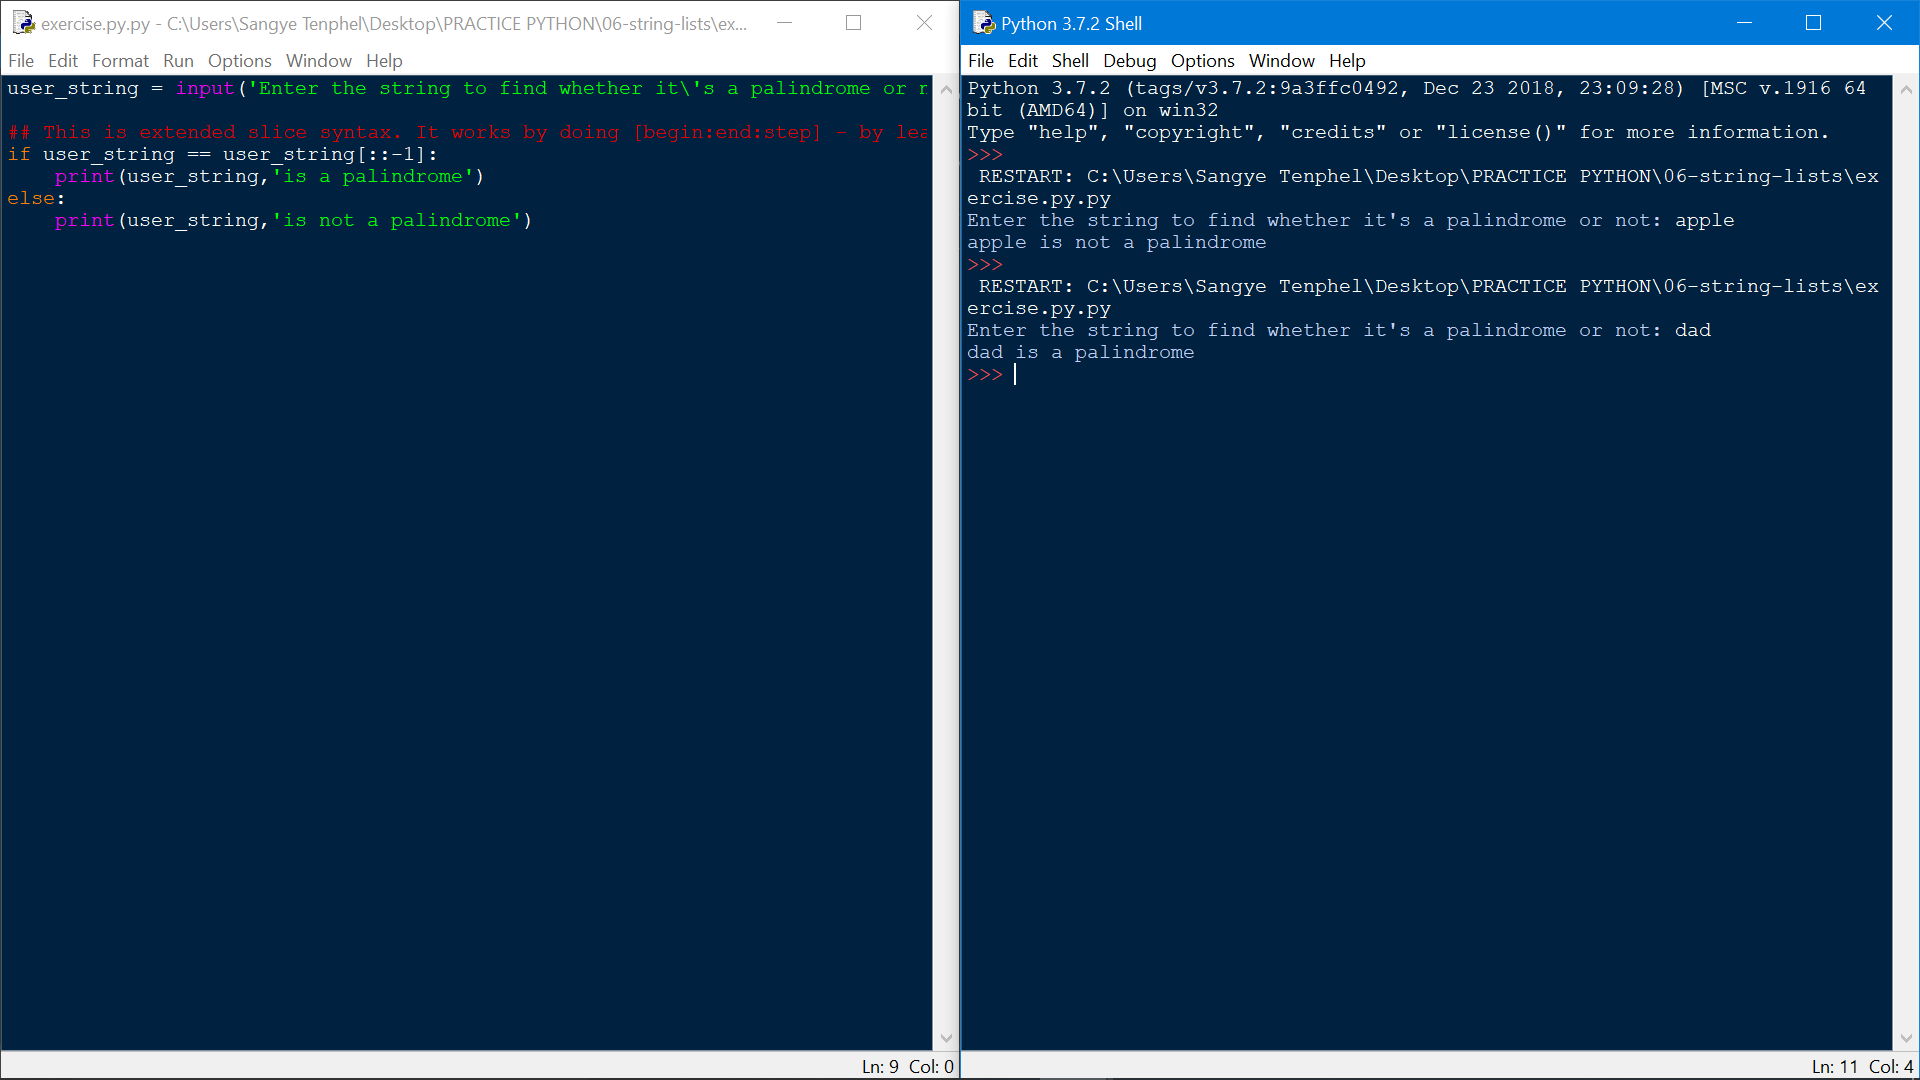 exercise.py.py - C:\Users\Sangye Tenphel\Desktop\PRACTICE PYTHON\06-string-lists\ex...
File Edit Format Run Options Window Help
user_string = input('Enter the string to find whether it\'s a palindrome or
## This is extended slice syntax. It works by doing [begin:end:step] - by
if user_string == user_string[::-1]:
    print(user_string,'is a palindrome')
else:
    print(user_string,'is not a palindrome')
Ln: 9 Col: 0
Python 3.7.2 Shell
File Edit Shell Debug Options Window Help
Python 3.7.2 (tags/v3.7.2:9a3ffc0492, Dec 23 2018, 23:09:28) [MSC v.1916 64
bit (AMD64)] on win32
Type "help", "copyright", "credits" or "license()" for more information.
>>>
 RESTART: C:\Users\Sangye Tenphel\Desktop\PRACTICE PYTHON\06-string-lists\ex
ercise.py.py
Enter the string to find whether it's a palindrome or not: apple
apple is not a palindrome
>>>
 RESTART: C:\Users\Sangye Tenphel\Desktop\PRACTICE PYTHON\06-string-lists\ex
ercise.py.py
Enter the string to find whether it's a palindrome or not: dad
dad is a palindrome
>>>
Ln: 11 Col: 4